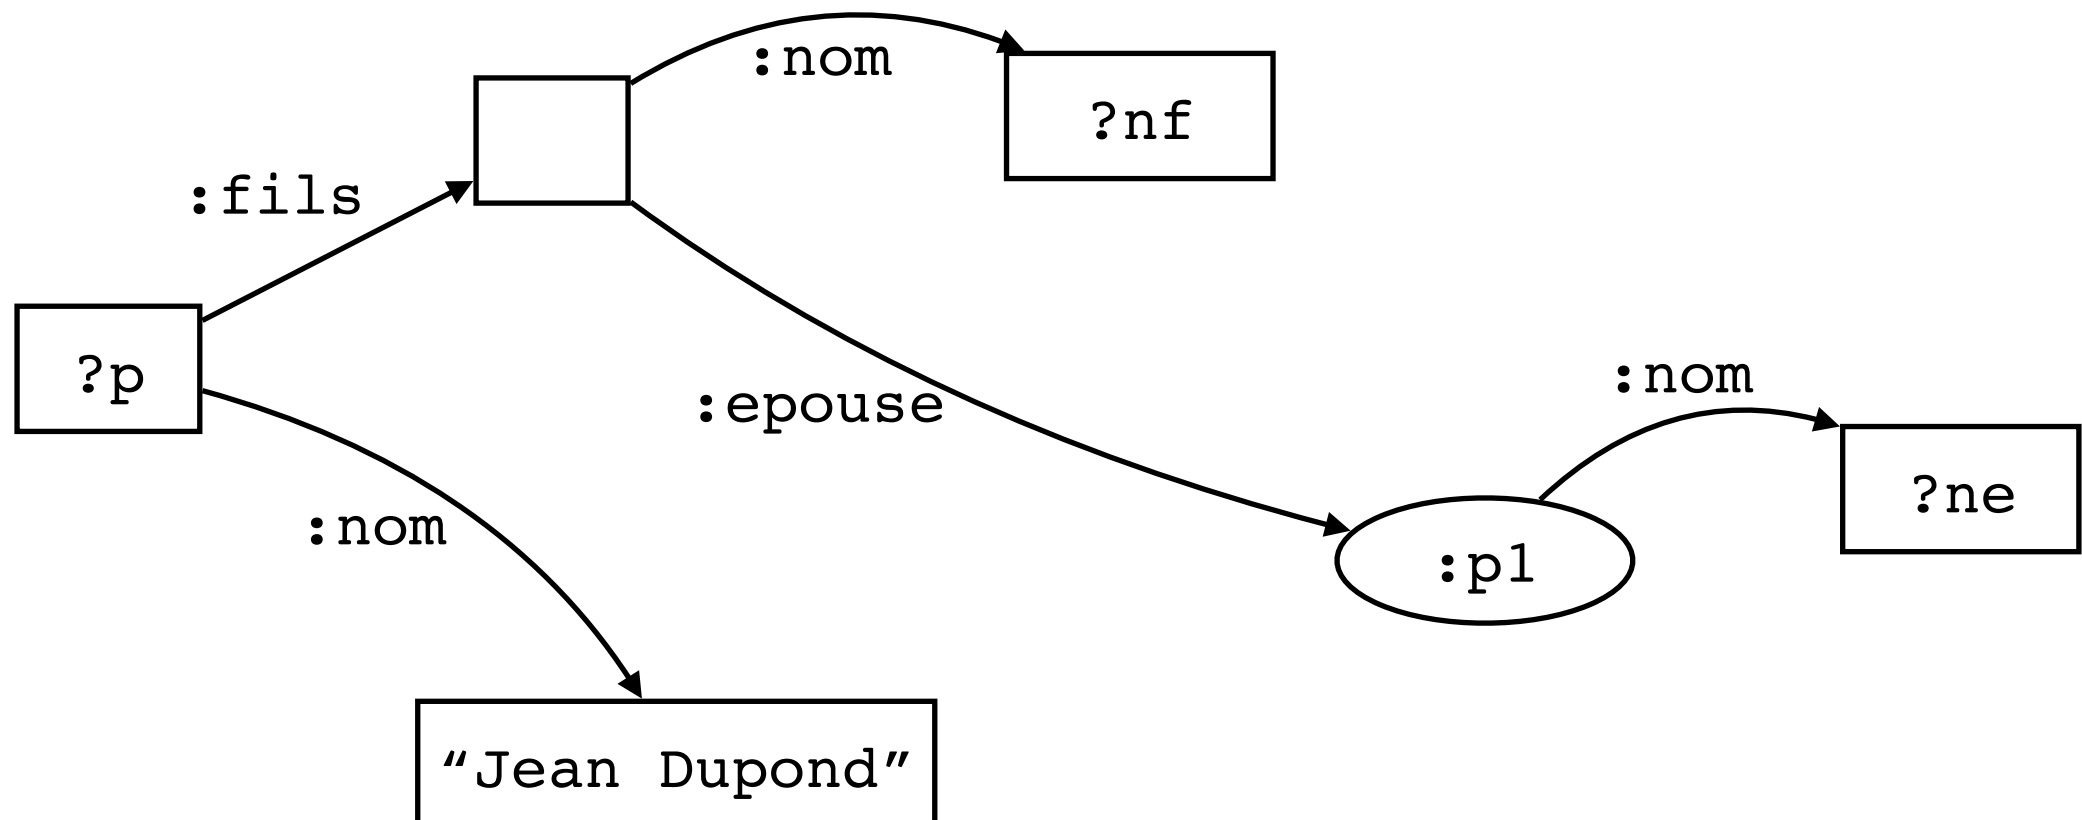 :nom
?nf
:fils
?p
:epouse
:nom
?ne
:nom
:p1
“Jean Dupond”